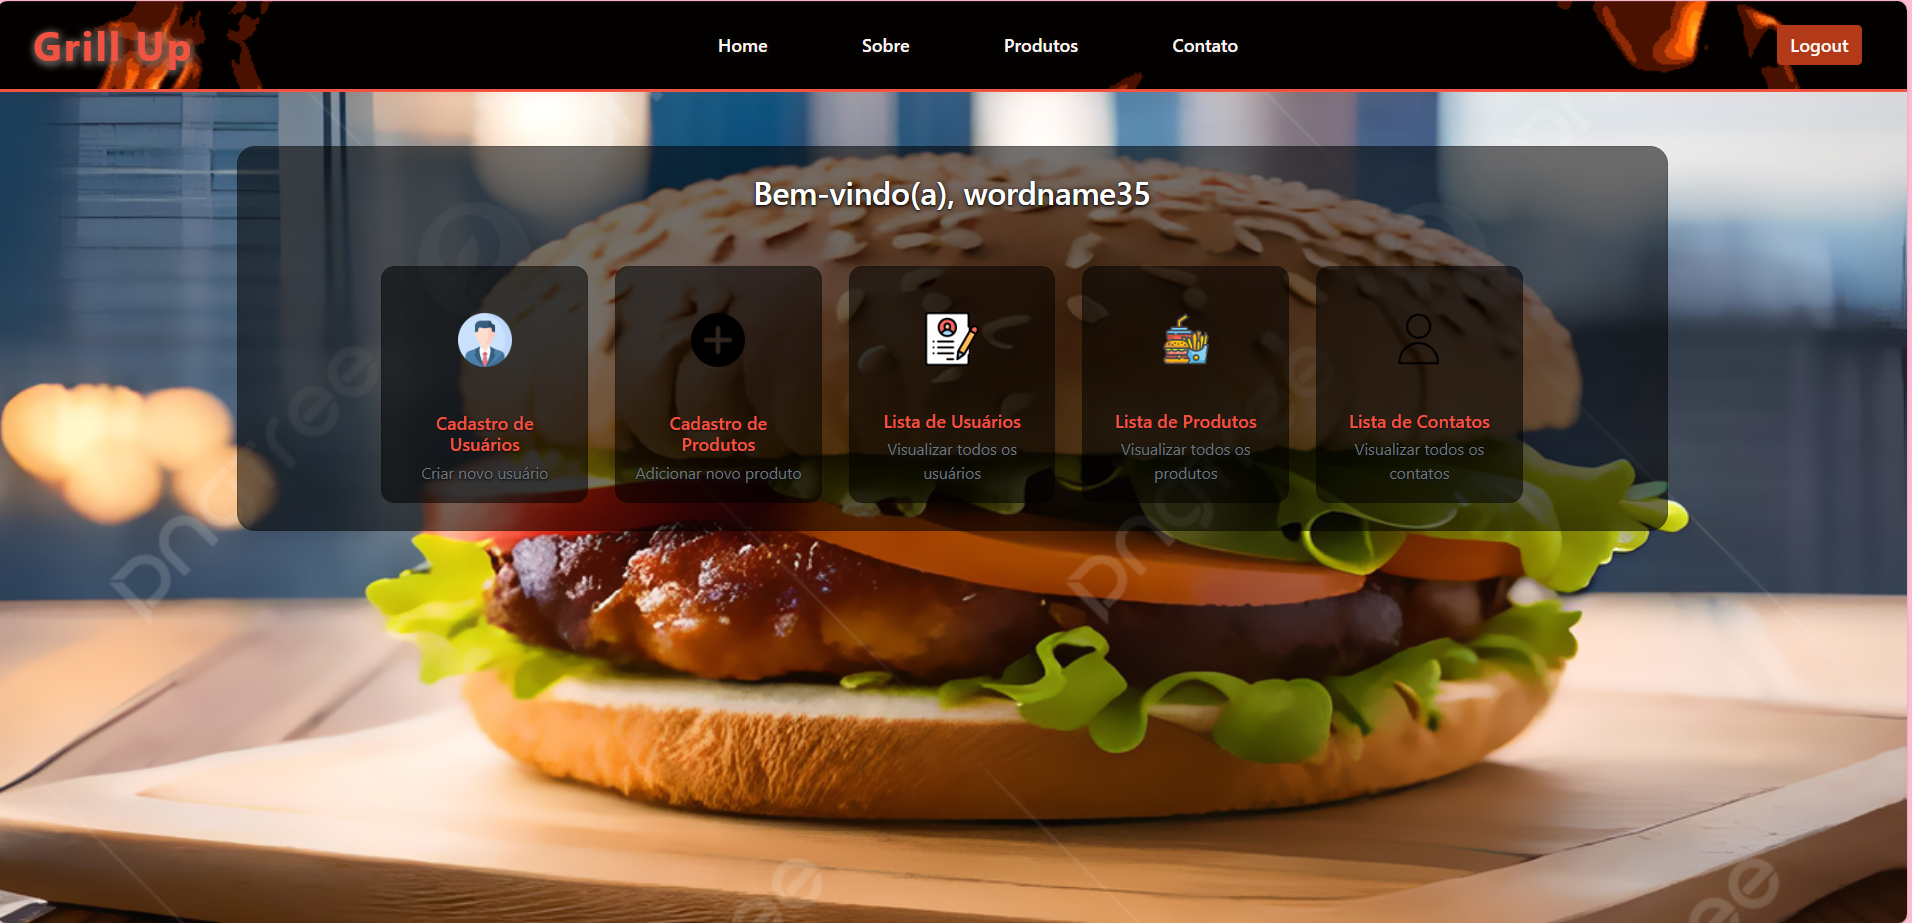 Grill Up
Home
Sobre
Produtos
Contato
Logout
Bem-vindo(a), wordname35
Cadastro de
Usuários
Criar novo usuário
Cadastro de
Produtos
Adicionar novo produto
Lista de Usuários
Visualizar todos os
usuários
Lista de Produtos
Visualizar todos os
produtos
Lista de Contatos
Visualizar todos os
contatos
pngtree
pngtree